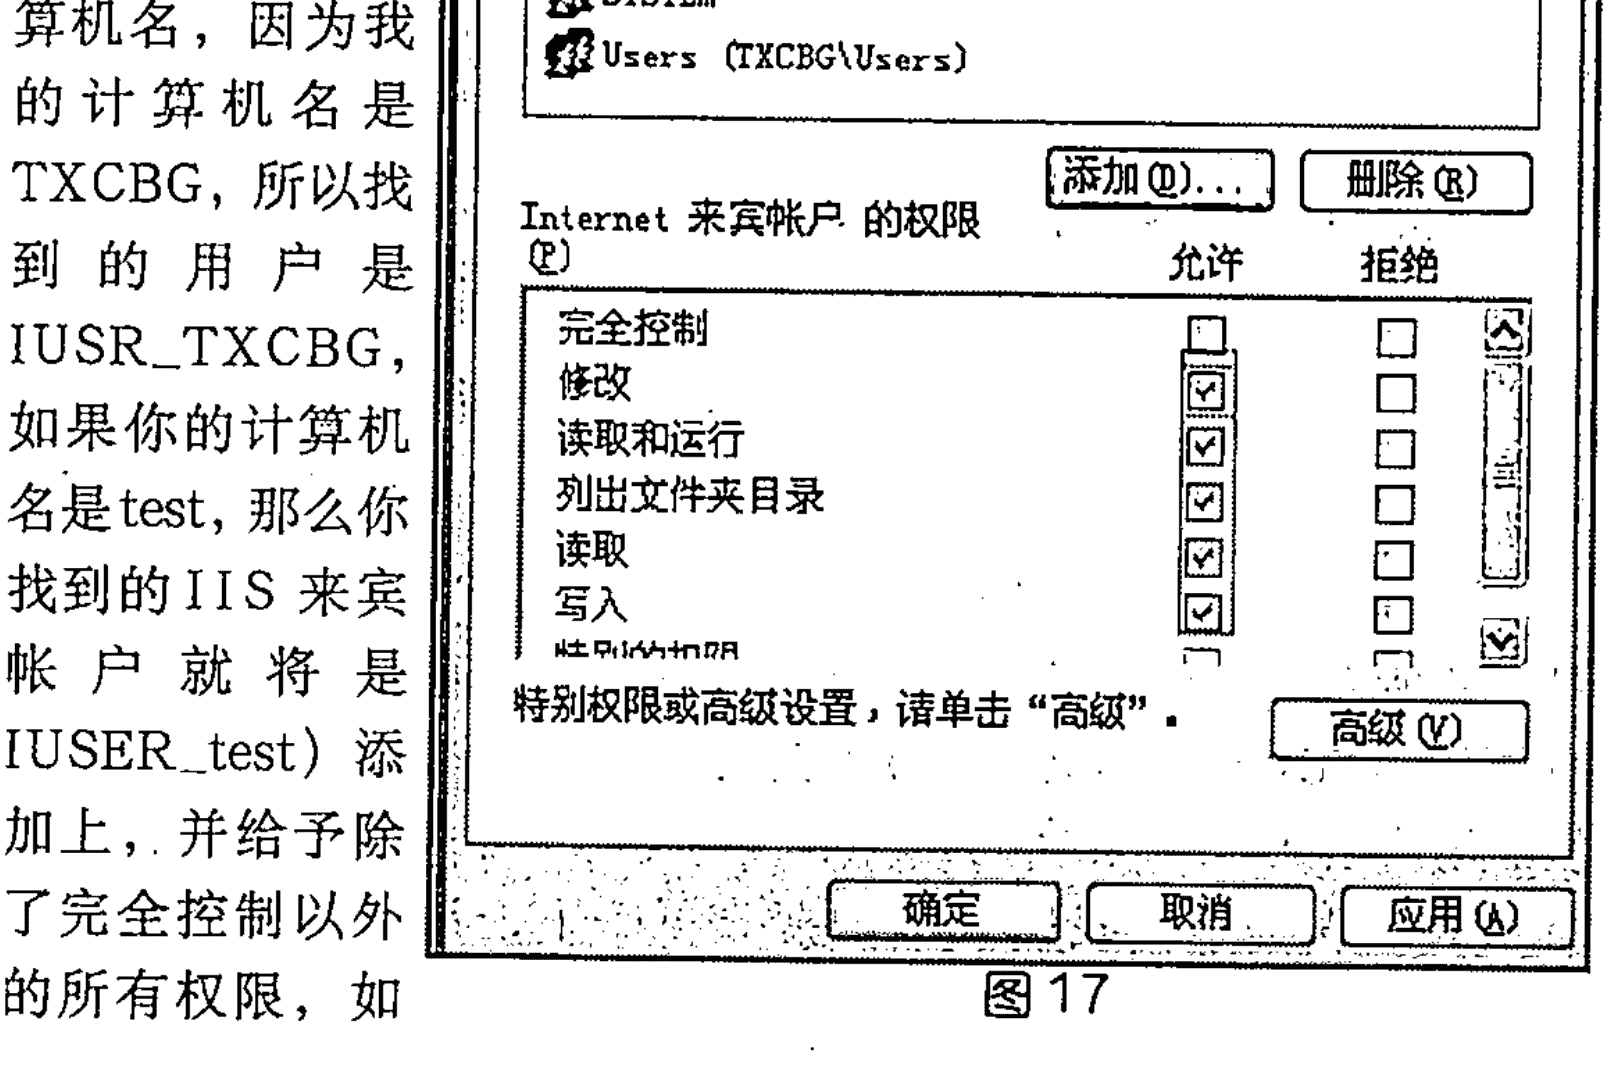 算机名，因为我
的计算机名是
TXCBG，所以找
到的用户是
IUSR_TXCBG，
如果你的计算机
名是test，那么你
找到的IIS 来宾
帐户就将是
IUSER_test）添
加上，并给予除
了完全控制以外
的所有权限，如
SYSTEM
Users (TXCBG\Users)
添加(D)... 删除(R)
Internet 来宾帐户 的权限
(P) 允许 拒绝
完全控制
修改
读取和运行
列出文件夹目录
读取
写入
特别的权限
特别权限或高级设置，请单击“高级”。
高级(V)
确定 取消 应用(A)
图 17